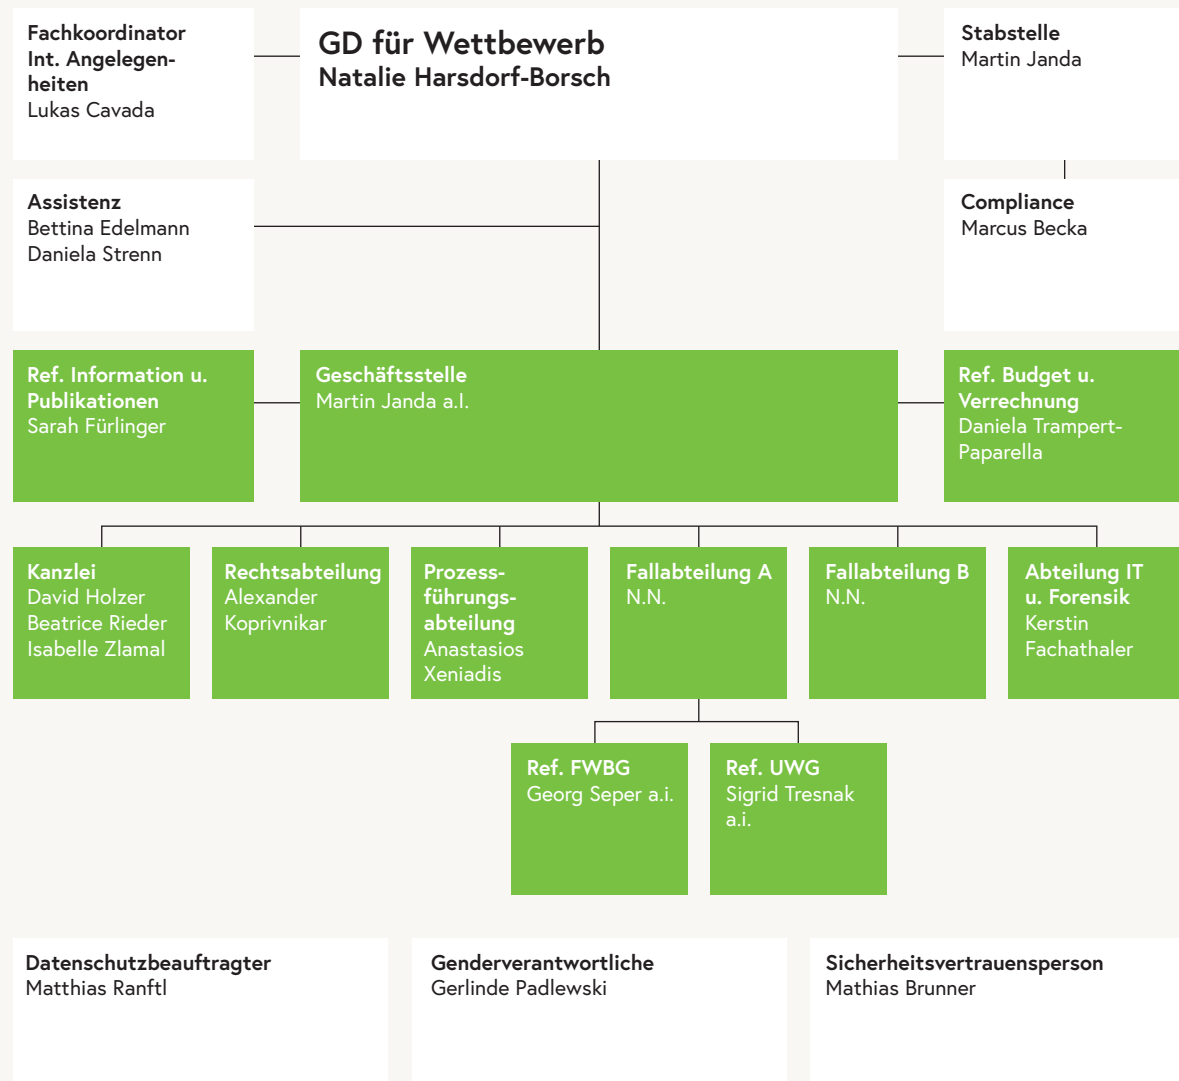 Fachkoordinator
Int. Angelegen-
heiten
Lukas Cavada
GD für Wettbewerb
Natalie Harsdorf-Borsch
Stabstelle
Martin Janda
Assistenz
Bettina Edelmann
Daniela Strenn
Compliance
Marcus Becka
Ref. Information u.
Publikationen
Sarah Fürlinger
Geschäftsstelle
Martin Janda a.I.
Ref. Budget u.
Verrechnung
Daniela Trampert-
Paparella
Kanzlei
David Holzer
Beatrice Rieder
Isabelle Zlamal
Rechtsabteilung
Alexander
Koprivnikar
Prozess-
führungs-
abteilung
Anastasios
Xeniadis
Fallabteilung A
N.N.
Fallabteilung B
N.N.
Abteilung IT
u. Forensik
Kerstin
Fachathaler
Ref. FWBG
Georg Seper a.i.
Ref. UWG
Sigrid Tresnak
a.i.
Datenschutzbeauftragter
Matthias Ranftl
Genderverantwortliche
Gerlinde Padlewski
Sicherheitsvertrauensperson
Mathias Brunner